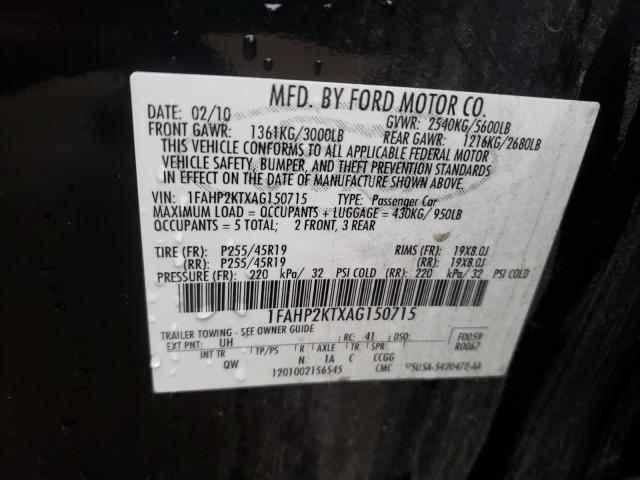 MFD. BY FORD MOTOR CO.
DATE: 02/10 GVWR: 2540KG/5600LB
FRONT GAWR: 1361KG/3000LB REAR GAWR: 1216KG/2680LB
THIS VEHICLE CONFORMS TO ALL APPLICABLE FEDERAL MOTOR
VEHICLE SAFETY, BUMPER, AND THEFT PREVENTION STANDARDS
IN EFFECT ON THE DATE OF MANUFACTURE SHOWN ABOVE.
VIN: 1FAHP2KTXAG150715 TYPE: Passenger Car
MAXIMUM LOAD = OCCUPANTS + LUGGAGE = 430KG/950LB
OCCUPANTS = 5 TOTAL; 2 FRONT, 3 REAR
TIRE (FR): P255/45R19 RIMS (FR): 19X8.0J
(RR): P255/45R19 (RR): 19X8.0J
PRESSURE (FR): 220 kPa/ 32 PSI COLD (RR): 220 kPa/ 32 PSI COLD
1FAHP2KTXAG150715
TRAILER TOWING - SEE OWNER GUIDE
EXT PNT: UH RC: 41 DSO: F0059
INT TR TP/PS R AXLE TR SPR R0067
QW N 1A C CCGG
1201002156545 CMC 5U5A-5420472-AA